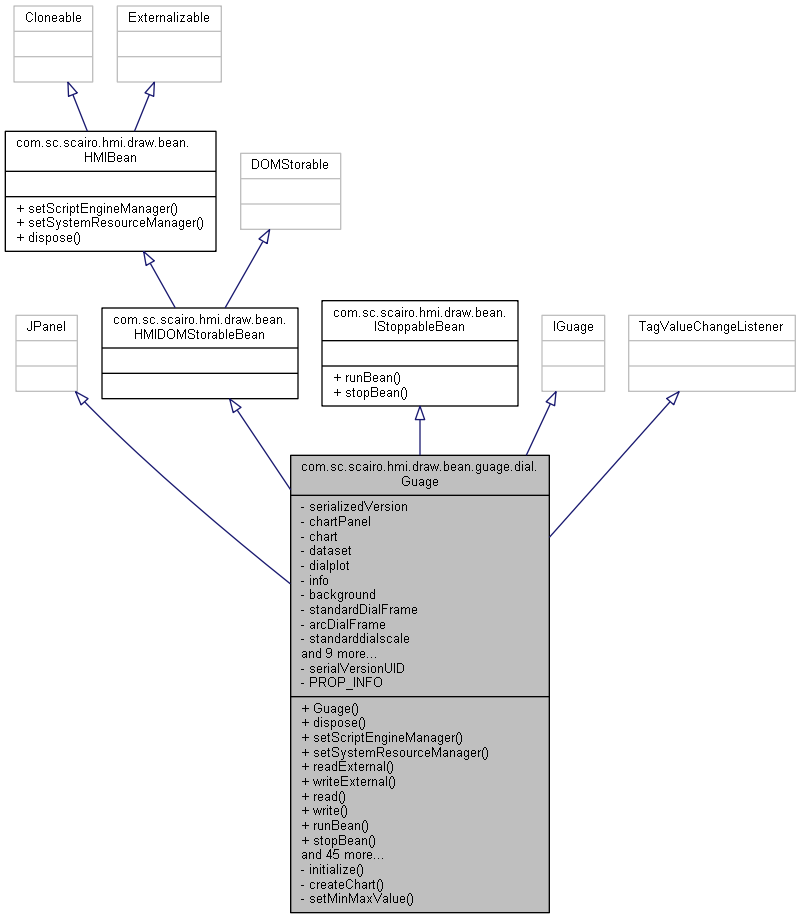 Cloneable
Externalizable
com.sc.scairo.hmi.draw.bean.
HMIBean
+ setScriptEngineManager()
+ setSystemResourceManager()
+ dispose()
DOMStorable
JPanel
com.sc.scairo.hmi.draw.bean.
HMIDOMStorableBean
com.sc.scairo.hmi.draw.bean.
IStoppableBean
+ runBean()
+ stopBean()
IGuage
TagValueChangeListener
com.sc.scairo.hmi.draw.bean.guage.dial.
Guage
- serializedVersion
- chartPanel
- chart
- dataset
- dialplot
- info
- background
- standardDialFrame
- arcDialFrame
- standarddialscale
and 9 more...
- serialVersionUID
- PROP_INFO
+ Guage()
+ dispose()
+ setScriptEngineManager()
+ setSystemResourceManager()
+ readExternal()
+ writeExternal()
+ read()
+ write()
+ runBean()
+ stopBean()
and 45 more...
- initialize()
- createChart()
- setMinMaxValue()